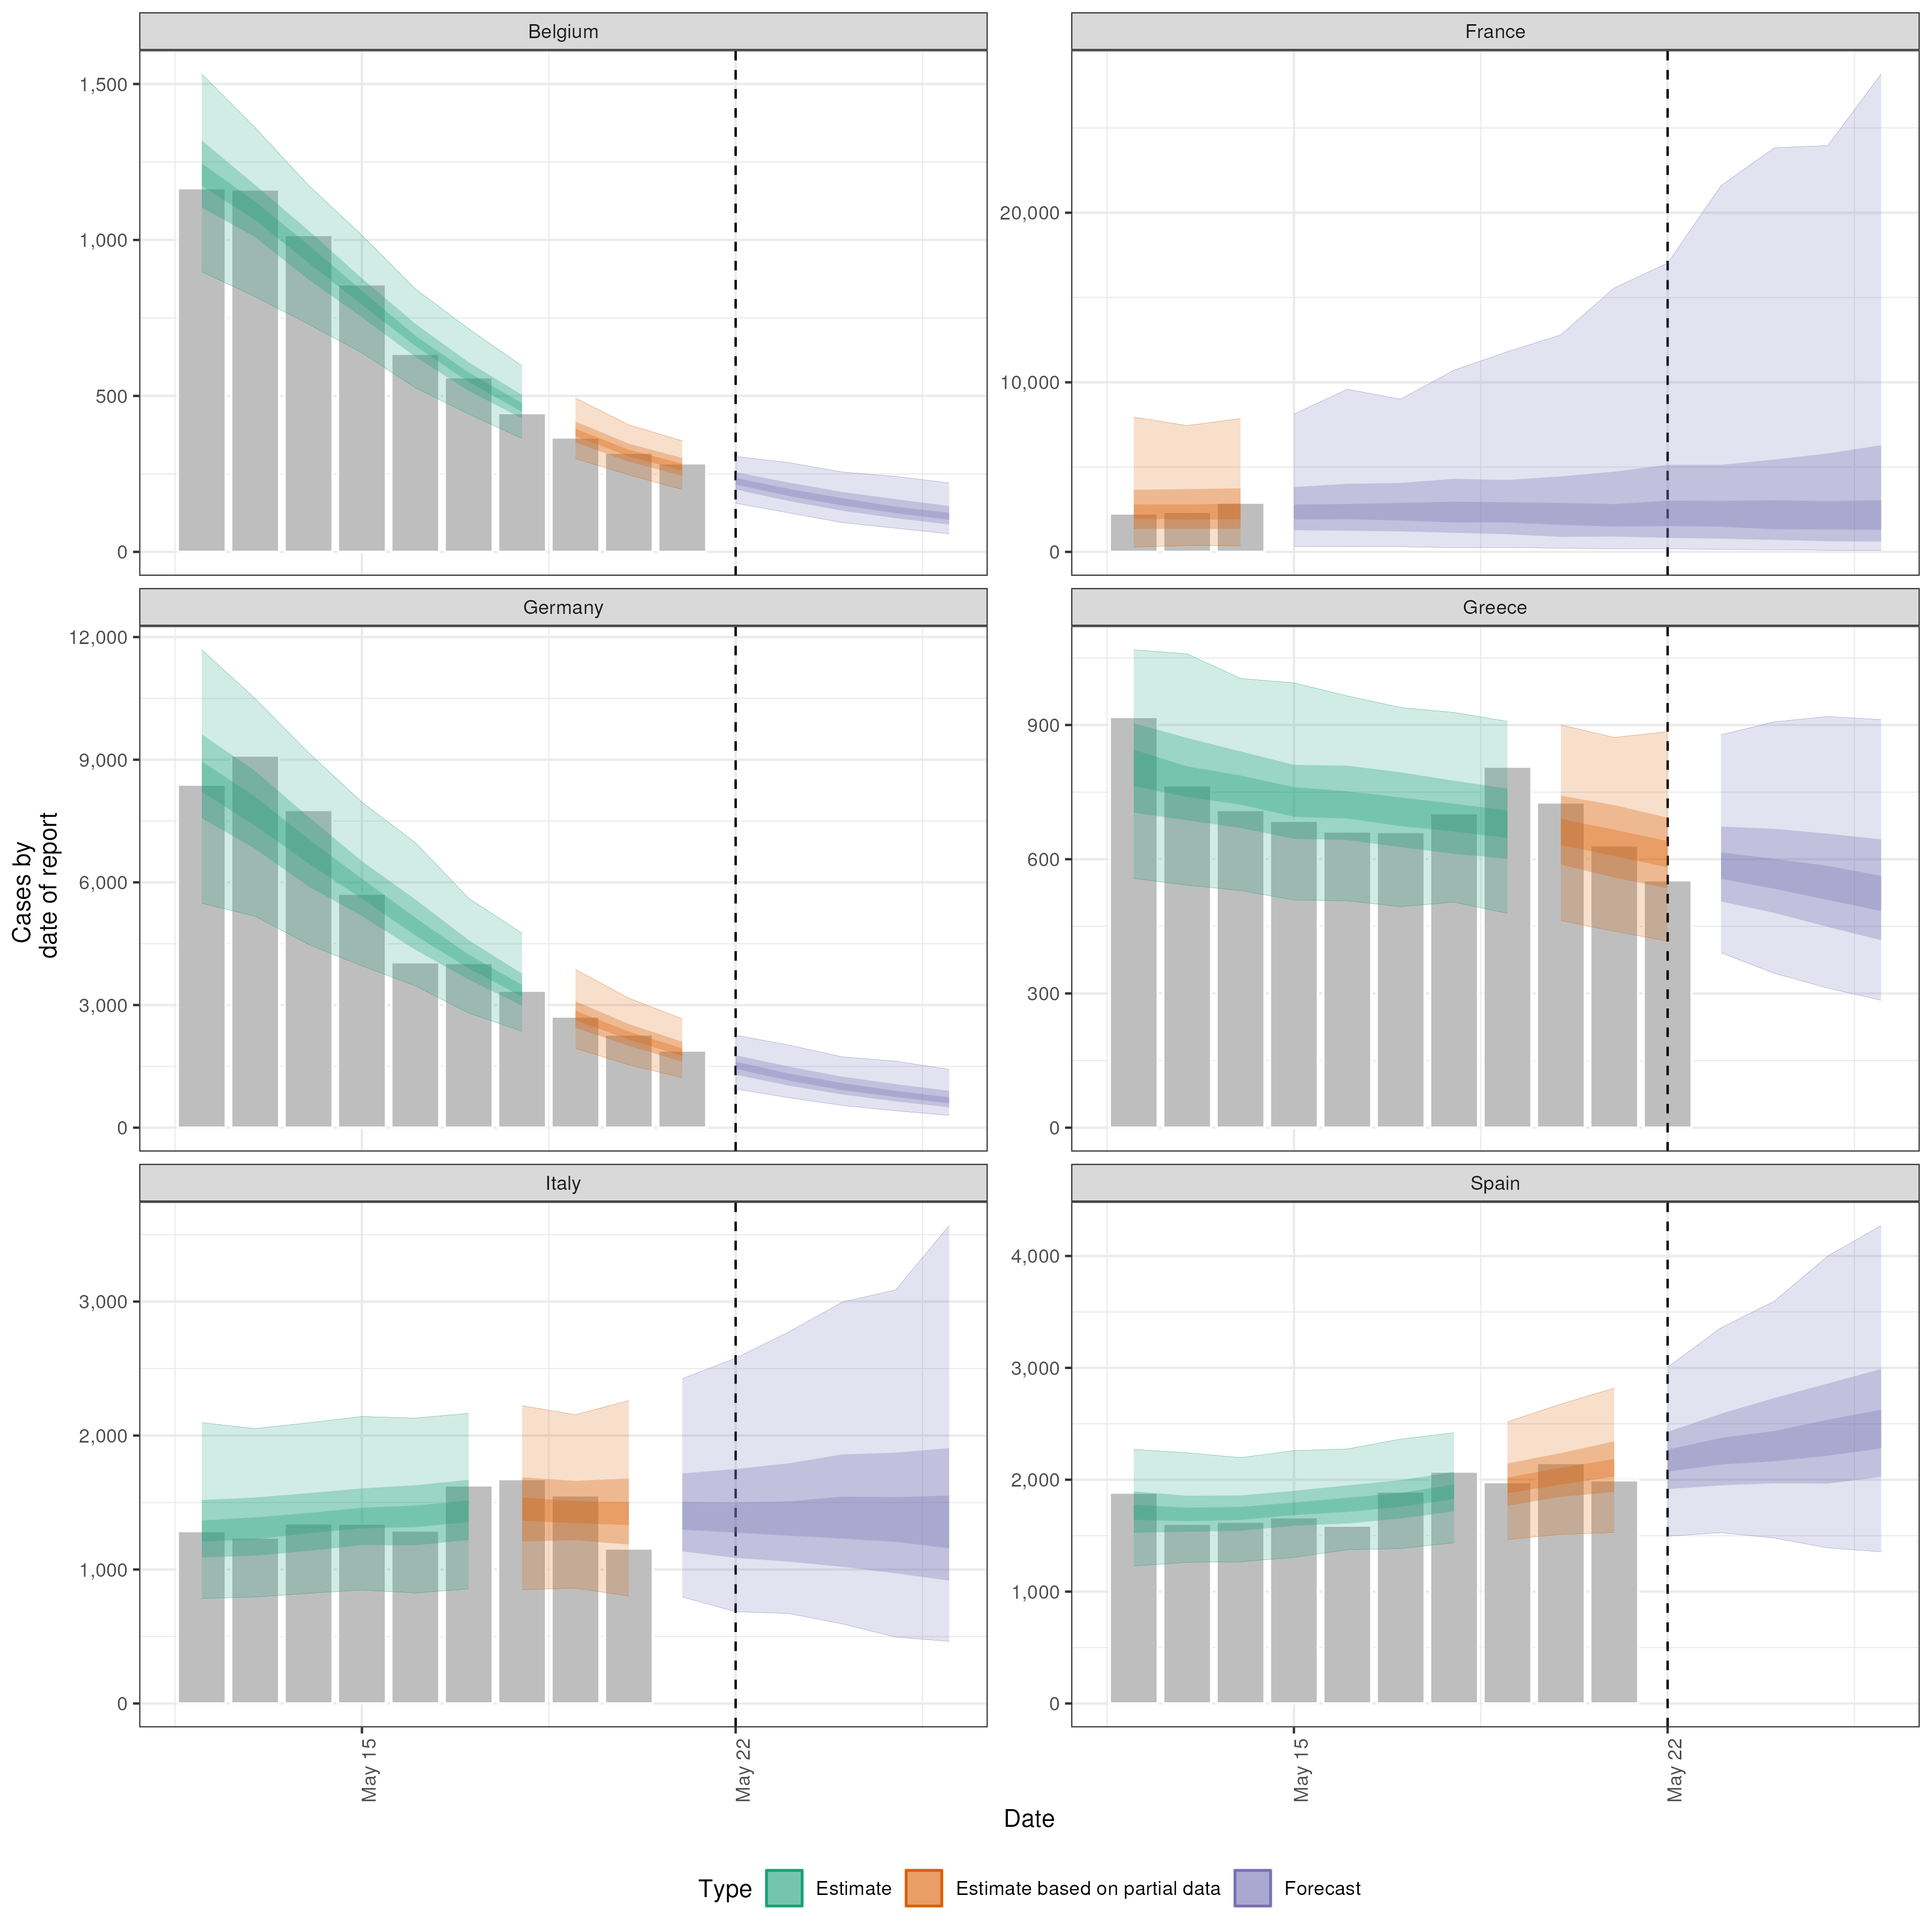 Belgium
France
1,500
1,000
500
0
20,000
10,000
0
Germany
Greece
12,000
9,000
6,000
3,000
0
900
600
300
0
Cases by
date of report
Italy
Spain
3,000
2,000
1,000
0
4,000
3,000
2,000
1,000
0
May 15
May 22
May 15
May 22
Date
Type
Estimate
Estimate based on partial data
Forecast